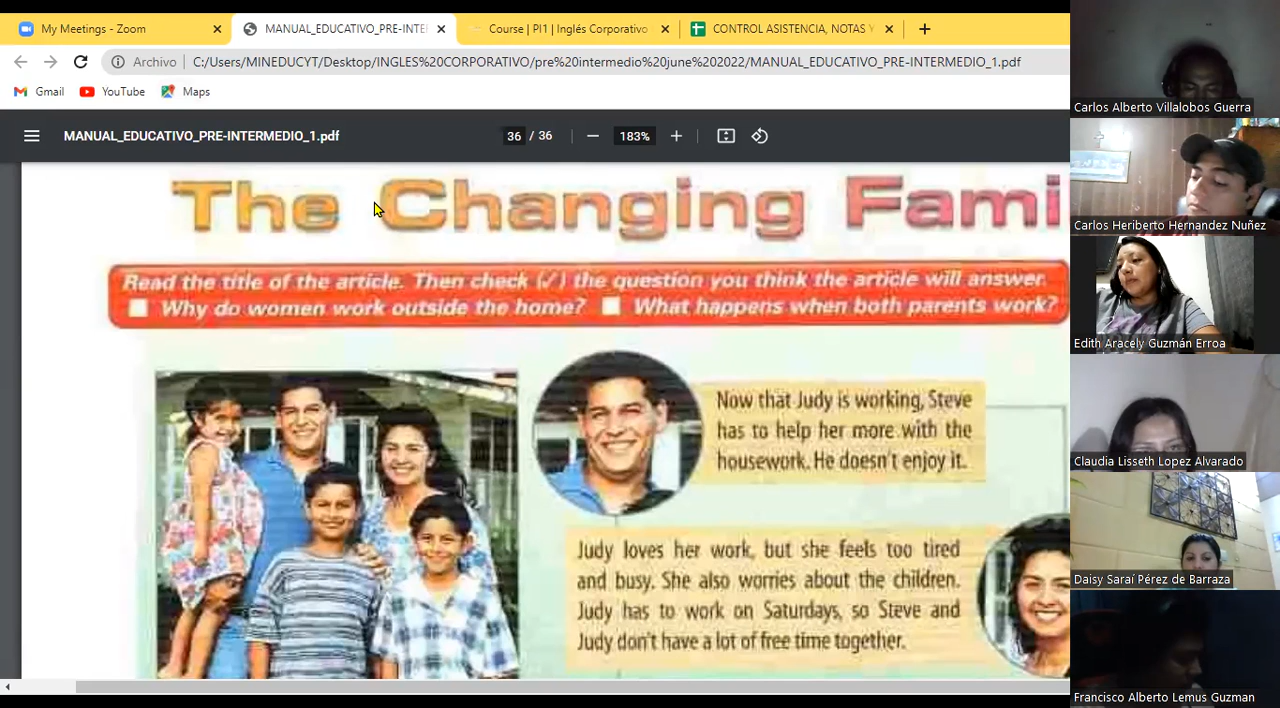 My Meetings - Zoom
MANUAL_EDUCATIVO_PRE-INTE
Course | PI1 | Inglés Corporativo
CONTROL ASISTENCIA, NOTAS Y
Archivo
C:/Users/MINEDUCYT/Desktop/INGLES%20CORPORATIVO/pre%20intermedio%20june%202022/MANUAL_EDUCATIVO_PRE-INTERMEDIO_1.pdf
Gmail
YouTube
Maps
MANUAL_EDUCATIVO_PRE-INTERMEDIO_1.pdf
36 / 36
183%
The Changing Fami
Read the title of the article. Then check (✓) the question you think the article will answer.
Why do women work outside the home? What happens when both parents work?
Now that Judy is working, Steve
has to help her more with the
housework. He doesn't enjoy it.
Judy loves her work, but she feels too tired
and busy. She also worries about the children.
Judy has to work on Saturdays, so Steve and
Judy don't have a lot of free time together.
Carlos Alberto Villalobos Guerra
Carlos Heriberto Hernandez Nuñez
Edith Aracely Guzmán Erroa
Claudia Lisseth Lopez Alvarado
Daisy Saraí Pérez de Barraza
Francisco Alberto Lemus Guzman